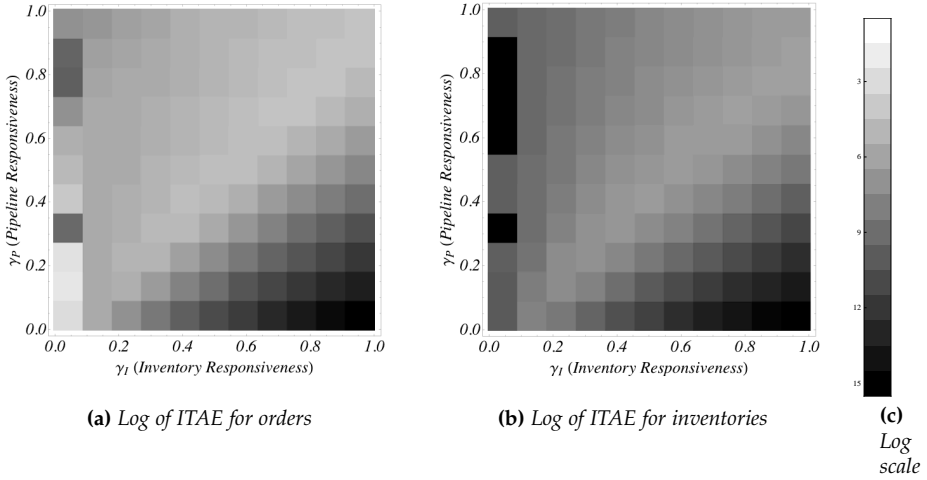 1.0
0.8
0.6
0.4
0.2
0.0
γP (Pipeline Responsiveness)
0.0 0.2 0.4 0.6 0.8 1.0
γI (Inventory Responsiveness)
(a) Log of ITAE for orders
1.0
0.8
0.6
0.4
0.2
0.0
γP (Pipeline Responsiveness)
0.0 0.2 0.4 0.6 0.8 1.0
γI (Inventory Responsiveness)
(b) Log of ITAE for inventories
3
6
9
12
15
(c)
Log
scale